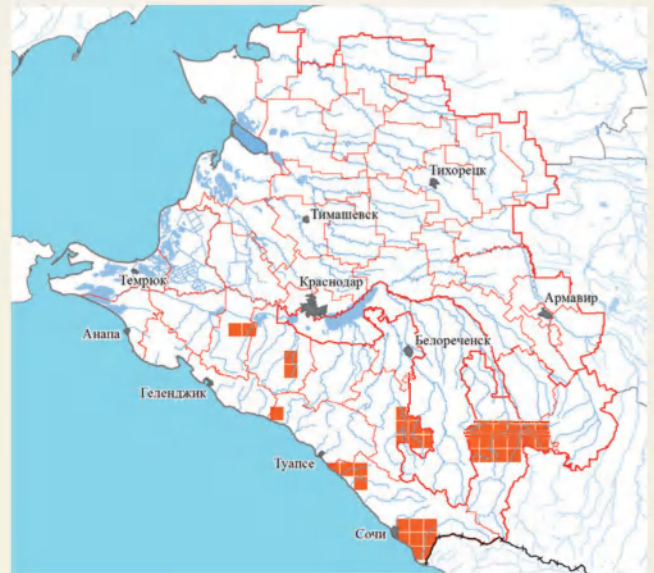 Тихорецк
Тимашевск
Темрюк
Краснодар
Армавир
Анапа
Белореченск
Геленджик
Туапсе
Сочи